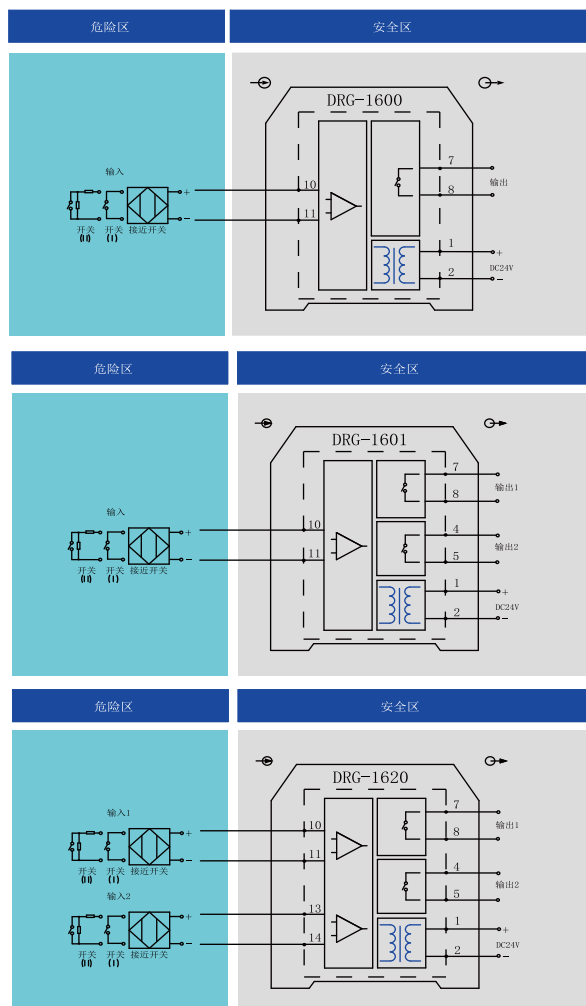 危险区 安全区
DRG-1600
7
输入 10 8 输出
+
11
-
开关 开关 接近开关 1 +
(II) (I) DC24V
2 -
危险区 安全区
DRG-1601
7
输出1
8
输入
10 4
+ 输出2
11 5
-
开关 开关 接近开关 1 +
(II) (I) DC24V
2 -
危险区 安全区
DRG-1620
7
输入1 输出1
10 8
+
11
-
开关 开关 接近开关 4
(II) (I) 输出2
输入2 5
13
+ 1 +
DC24V
14 2 -
-
开关 开关 接近开关
(II) (I)